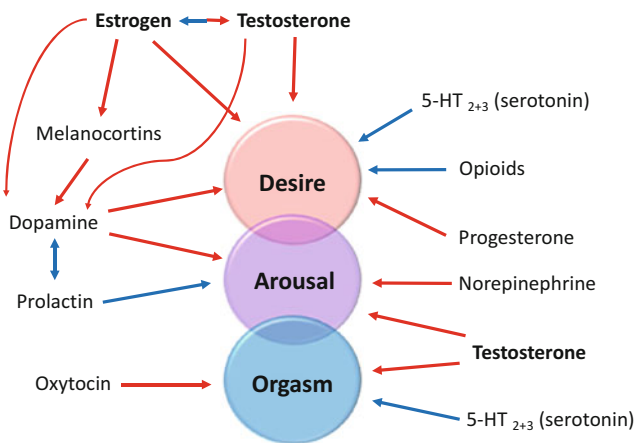 Estrogen
Testosterone
5-HT 2+3 (serotonin)
Melanocortins
Opioids
Desire
Dopamine
Progesterone
Arousal
Norepinephrine
Prolactin
Testosterone
Oxytocin
Orgasm
5-HT 2+3 (serotonin)